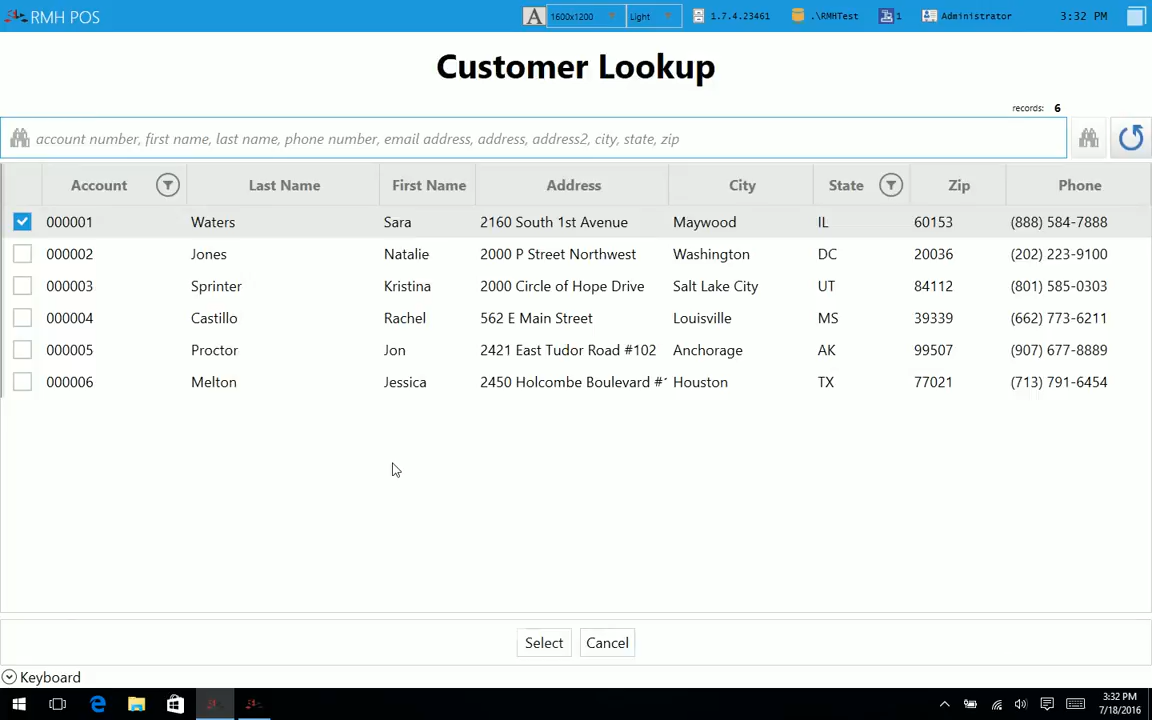 RMH POS A 1600x1200 Light 1.7.4.23461 .\RMHTest 1 Administrator 3:32 PM
Customer Lookup
records: 6
account number, first name, last name, phone number, email address, address, address2, city, state, zip
Account Last Name First Name Address City State Zip Phone
000001 Waters Sara 2160 South 1st Avenue Maywood IL 60153 (888) 584-7888
000002 Jones Natalie 2000 P Street Northwest Washington DC 20036 (202) 223-9100
000003 Sprinter Kristina 2000 Circle of Hope Drive Salt Lake City UT 84112 (801) 585-0303
000004 Castillo Rachel 562 E Main Street Louisville MS 39339 (662) 773-6211
000005 Proctor Jon 2421 East Tudor Road #102 Anchorage AK 99507 (907) 677-8889
000006 Melton Jessica 2450 Holcombe Boulevard # Houston TX 77021 (713) 791-6454
Select Cancel
Keyboard
3:32 PM
7/18/2016